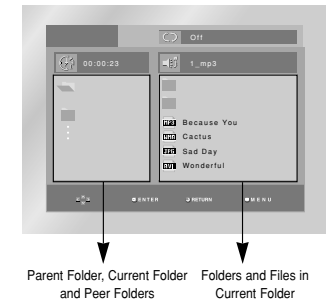 Off
00:00:23
1_mp3
MP3 Because You
WMA Cactus
JPG Sad Day
AVI Wonderful
ENTER
RETURN
MENU
Parent Folder, Current Folder
and Peer Folders
Folders and Files in
Current Folder